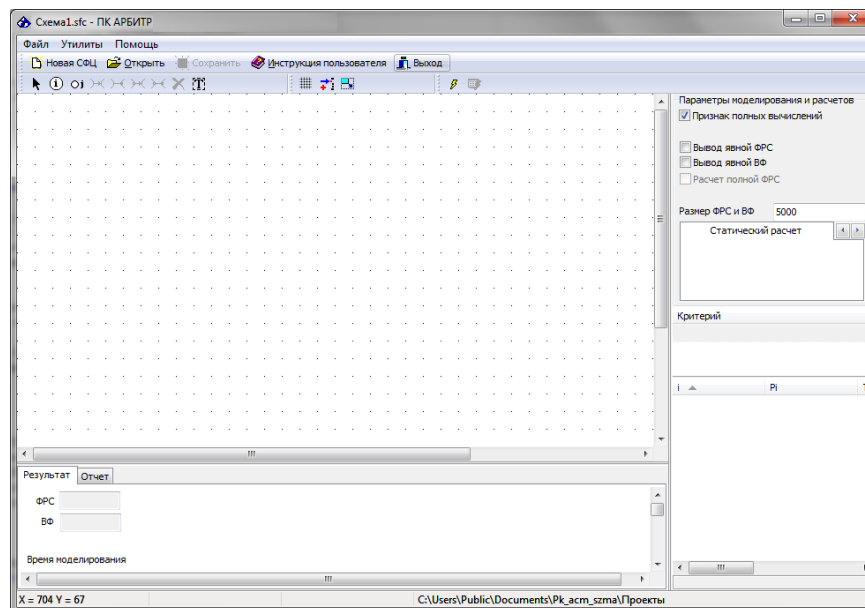 Схема1.sfc - ПК АРБИТР
Файл Утилиты Помощь
Новая СФЦ Открыть Сохранить Инструкция пользователя Выход
Параметры моделирования и расчетов
Признак полных вычислений
Вывод явной ФРС
Вывод явной ВФ
Расчет полной ФРС
Размер ФРС и ВФ 5000
Статический расчет
Критерий
i Pi
Результат Отчет
ФРС
ВФ
Время моделирования
X = 704 Y = 67 C:\Users\Public\Documents\Pk_acm_szma\Проекты